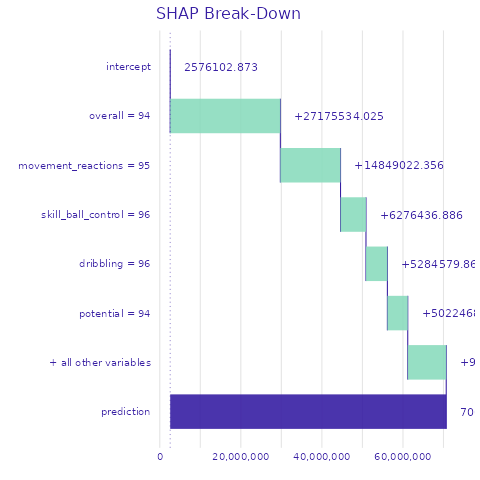 SHAP Break-Down
intercept 2576102.873
overall = 94 +27175534.025
movement_reactions = 95 +14849022.356
skill_ball_control = 96 +6276436.886
dribbling = 96 +5284579.86
potential = 94 +5022468
+ all other variables +9
prediction 70
0 20,000,000 40,000,000 60,000,000